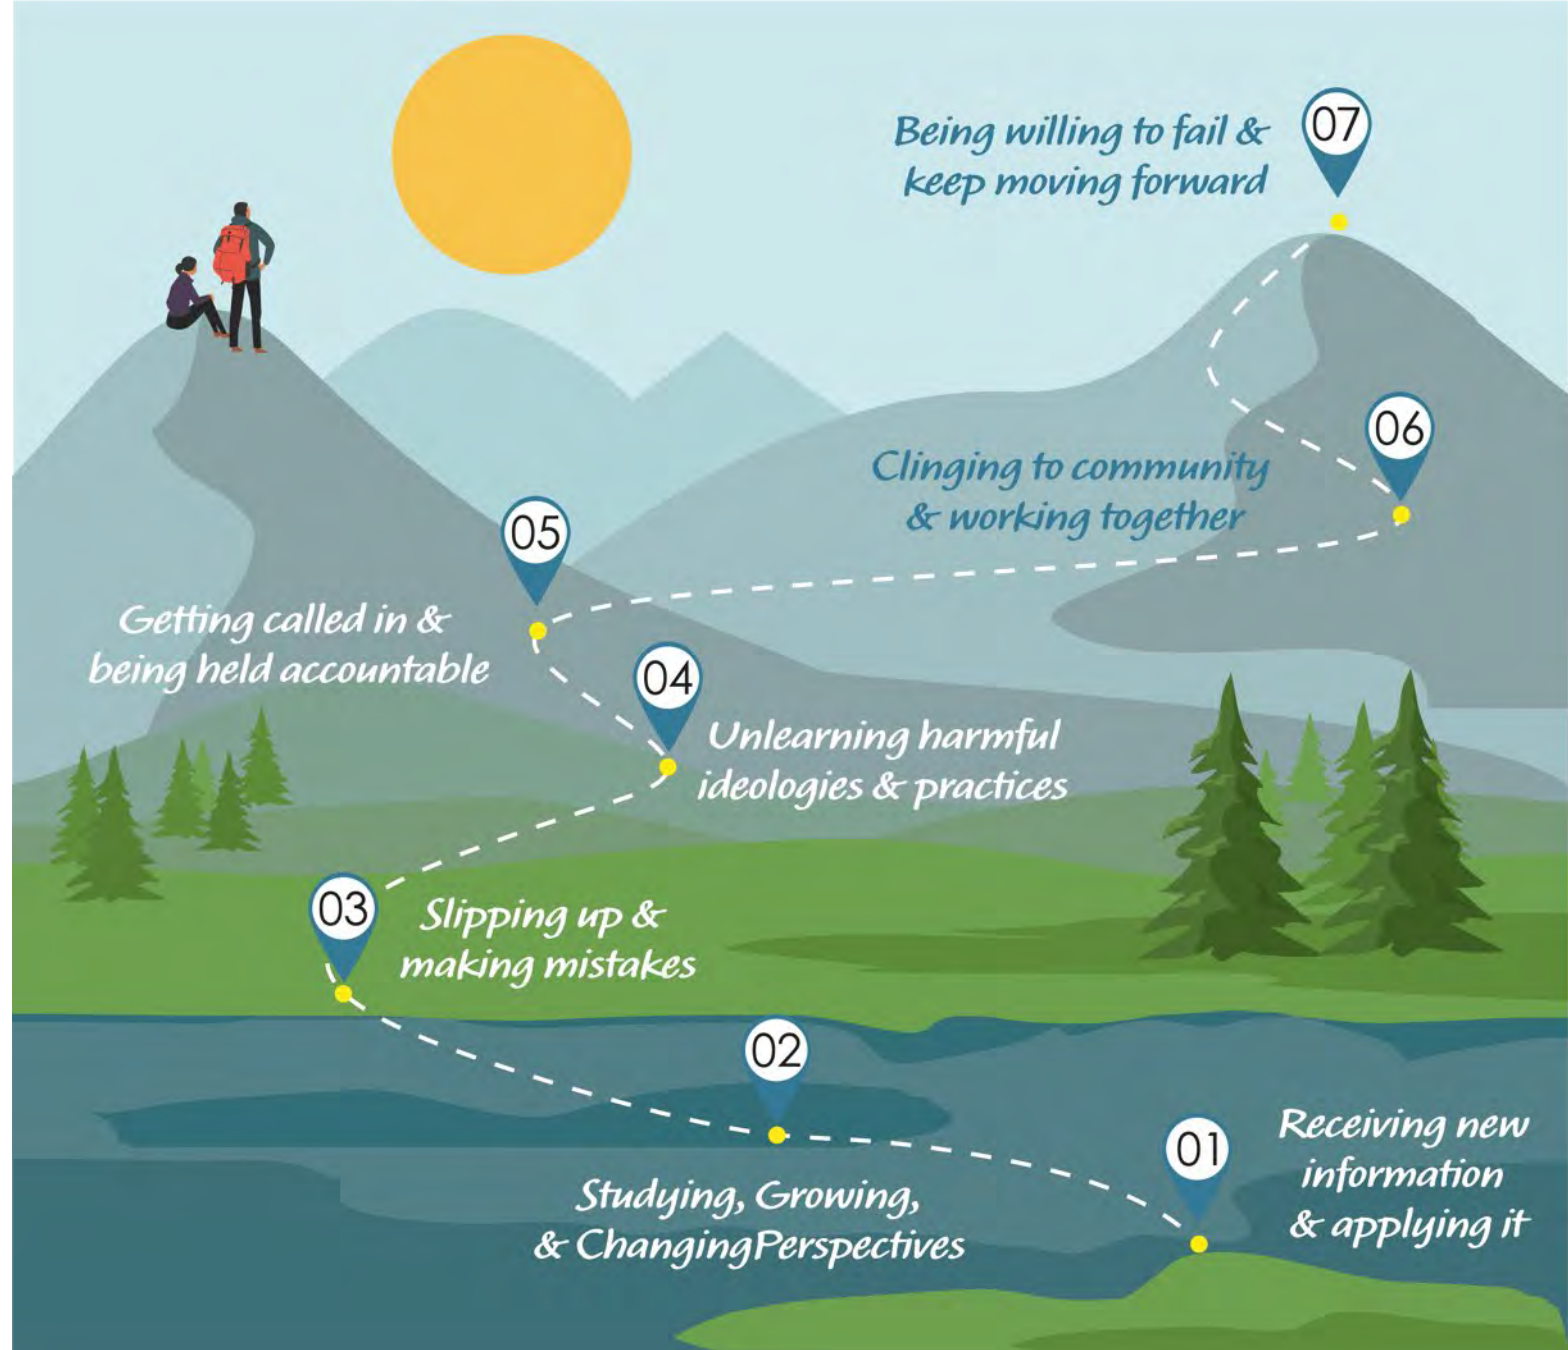 07
Being willing to fail &
keep moving forward
06
Clinging to community
& working together
05
Getting called in &
being held accountable
04
Unlearning harmful
ideologies & practices
03
Slipping up &
making mistakes
02
Studying, Growing,
& ChangingPerspectives
01
Receiving new
information
& applying it